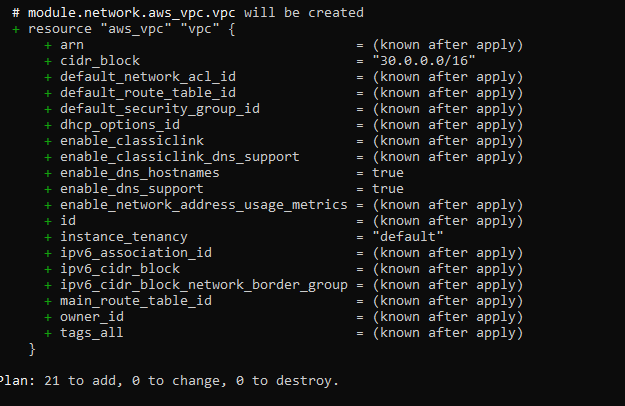 # module.network.aws_vpc.vpc will be created
+ resource "aws_vpc" "vpc" {
+ arn = (known after apply)
+ cidr_block = "30.0.0.0/16"
+ default_network_acl_id = (known after apply)
+ default_route_table_id = (known after apply)
+ default_security_group_id = (known after apply)
+ dhcp_options_id = (known after apply)
+ enable_classiclink = (known after apply)
+ enable_classiclink_dns_support = (known after apply)
+ enable_dns_hostnames = true
+ enable_dns_support = true
+ enable_network_address_usage_metrics = (known after apply)
+ id = (known after apply)
+ instance_tenancy = "default"
+ ipv6_association_id = (known after apply)
+ ipv6_cidr_block = (known after apply)
+ ipv6_cidr_block_network_border_group = (known after apply)
+ main_route_table_id = (known after apply)
+ owner_id = (known after apply)
+ tags_all = (known after apply)
}
Plan: 21 to add, 0 to change, 0 to destroy.